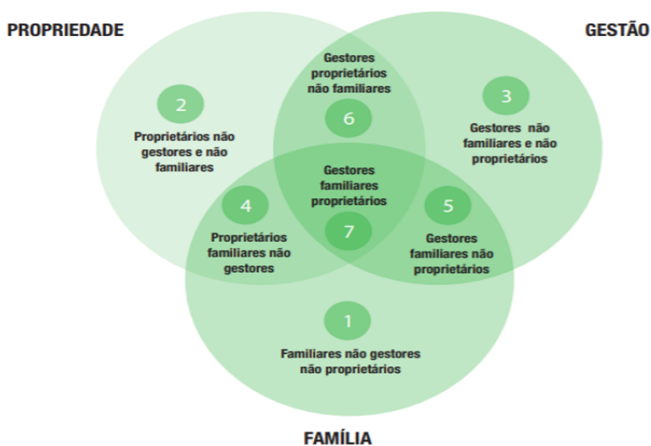 PROPRIEDADE
GESTÃO
Gestores
proprietários
não familiares
6
2
Proprietários não
gestores e não
familiares
3
Gestores não
familiares e não
proprietários
Gestores
familiares
proprietários
7
4
Proprietários
familiares não
gestores
5
Gestores
familiares não
proprietários
1
Familiares não gestores
não proprietários
FAMÍLIA